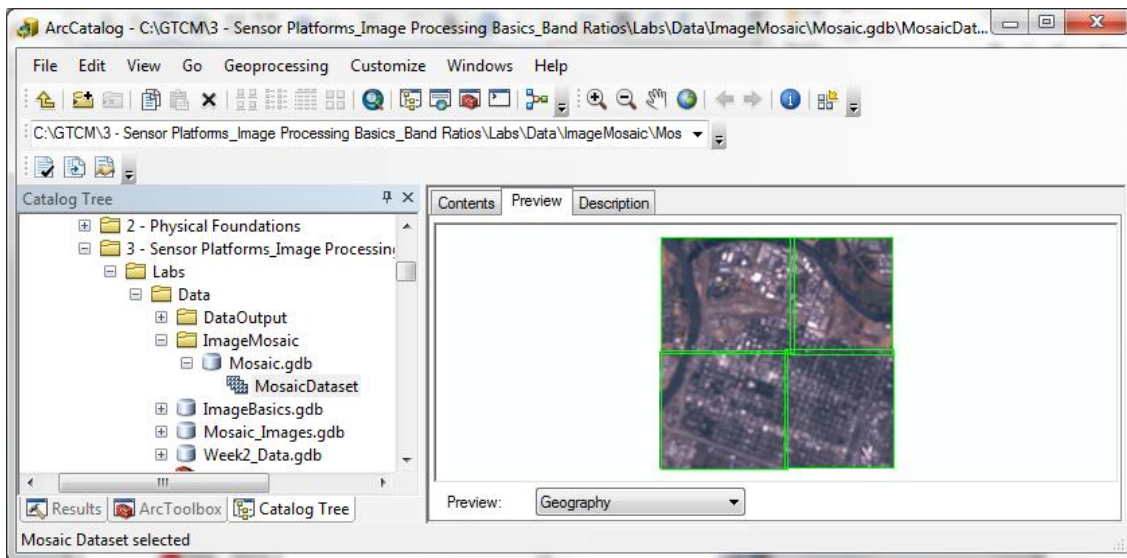 ArcCatalog - C:\GTCM\3 - Sensor Platforms_Image Processing Basics_Band Ratios\Labs\Data\ImageMosaic\Mosaic.gdb\MosaicDat...
File Edit View Go Geoprocessing Customize Windows Help
C:\GTCM\3 - Sensor Platforms_Image Processing Basics_Band Ratios\Labs\Data\ImageMosaic\Mos
Catalog Tree
Contents Preview Description
2 - Physical Foundations
3 - Sensor Platforms_Image Processin
Labs
Data
DataOutput
ImageMosaic
Mosaic.gdb
MosaicDataset
ImageBasics.gdb
Mosaic_Images.gdb
Week2_Data.gdb
Results ArcToolbox Catalog Tree
Preview: Geography
Mosaic Dataset selected